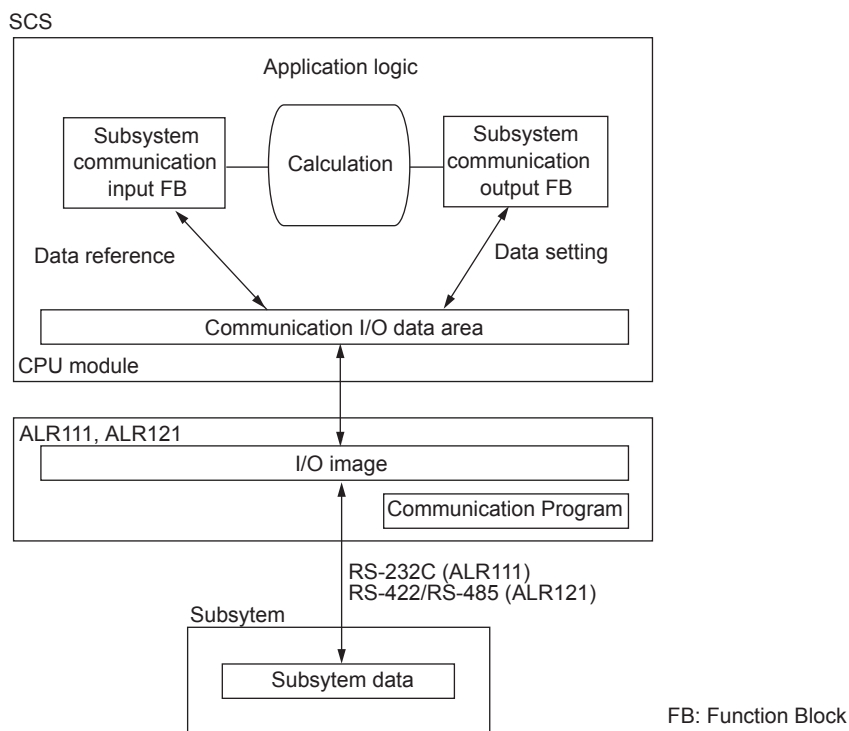 SCS
Application logic
Subsystem
communication
input FB
Calculation
Subsystem
communication
output FB
Data reference
Data setting
Communication I/O data area
CPU module
ALR111, ALR121
I/O image
Communication Program
RS-232C (ALR111)
RS-422/RS-485 (ALR121)
Subsytem
Subsytem data
FB: Function Block